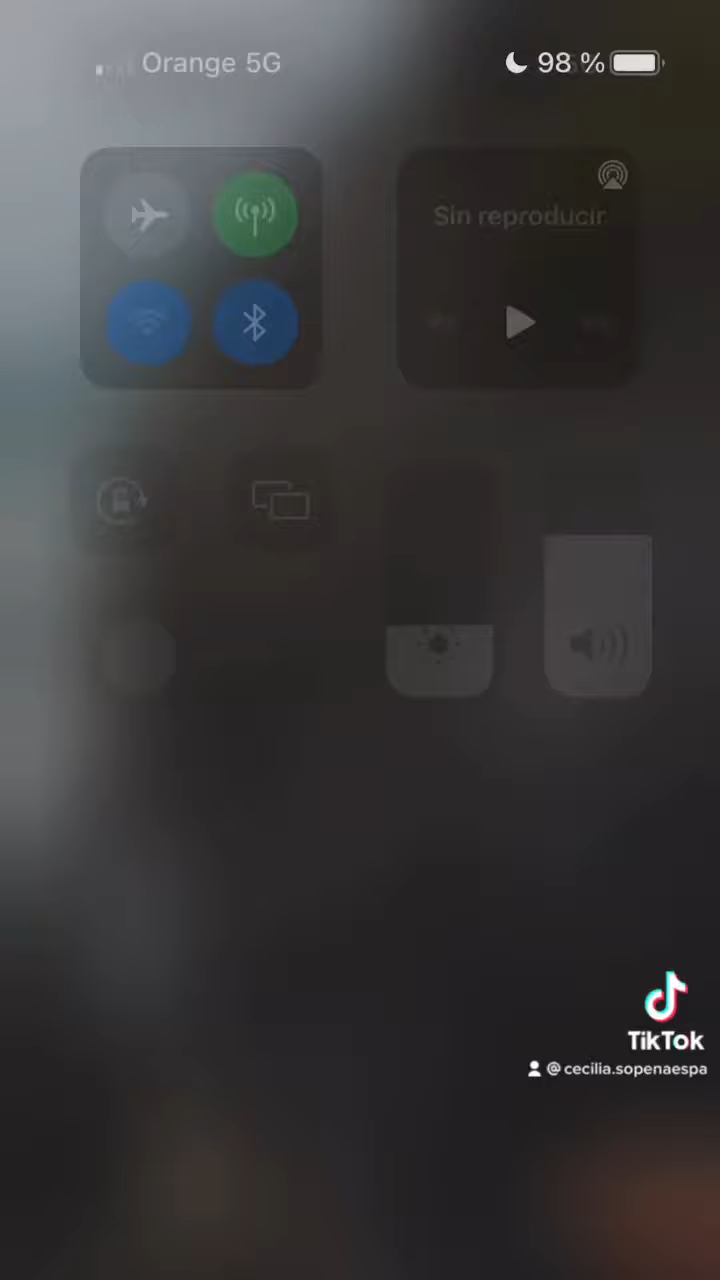 Orange 5G
98 %
Sin reproducir
TikTok
@cecilia.sopenaespa